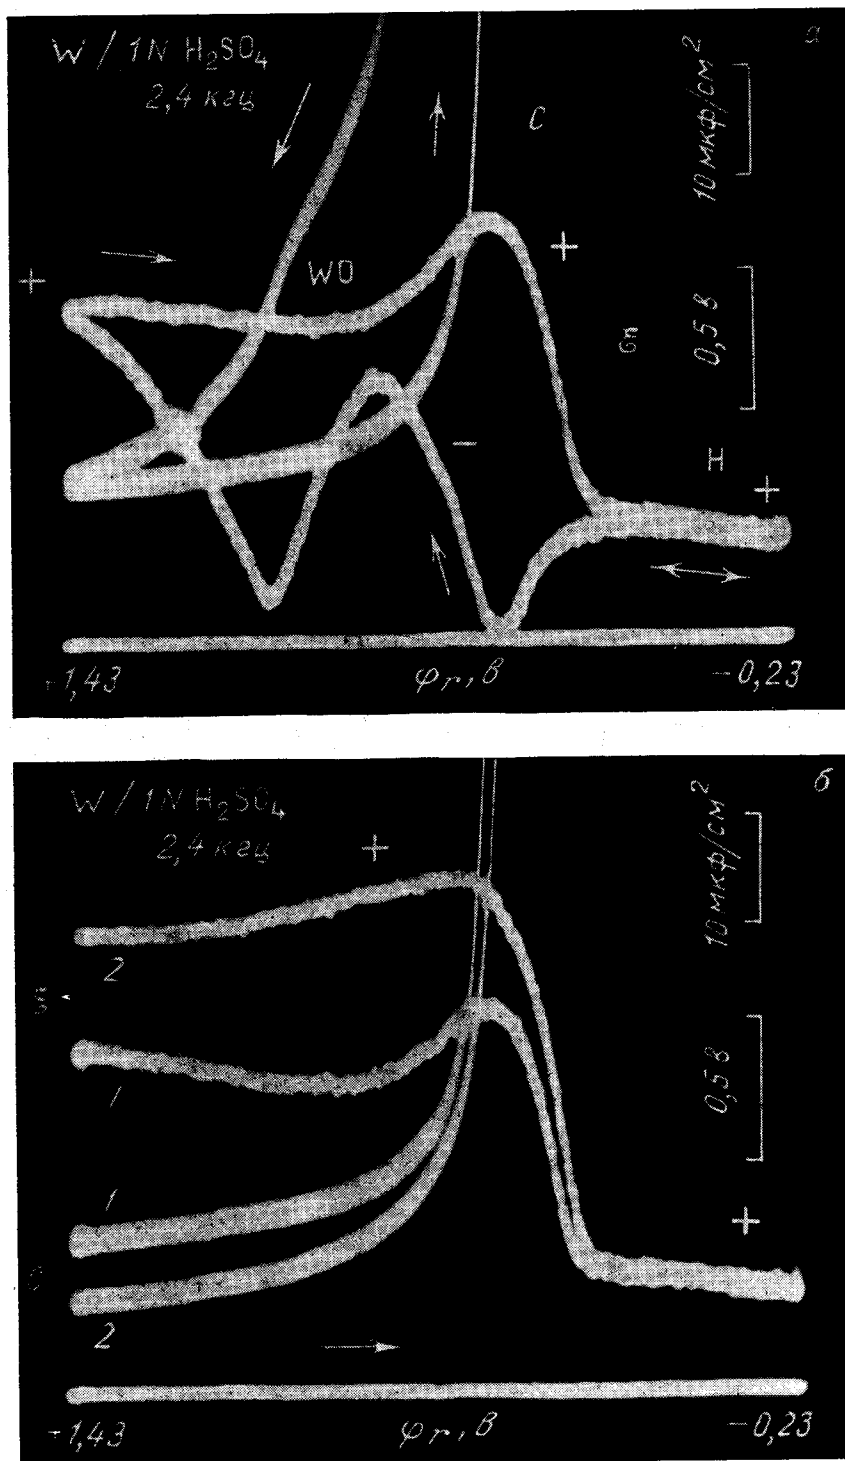 W / 1N H₂SO₄
2,4 кгц
а
C
10 мкф/см²
+
WO
+
0,5 в
−
H
+
+1,43
φr, в
−0,23
W / 1N H₂SO₄
2,4 кгц
б
+
10 мкф/см²
2
1
0,5 в
1
+
2
+1,43
φr, в
−0,23